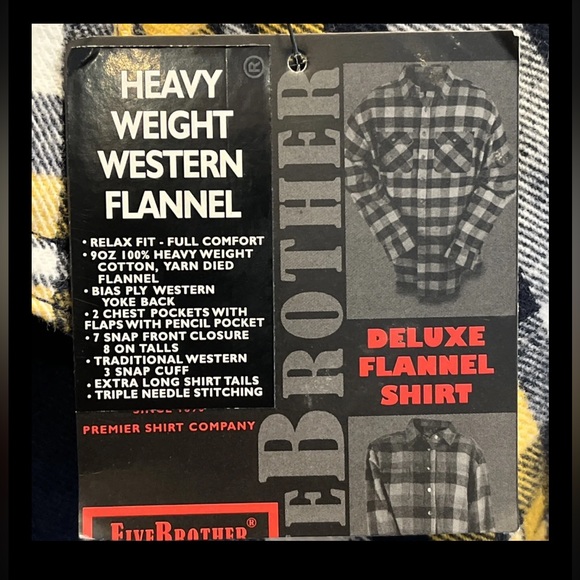 HEAVY
WEIGHT
WESTERN
FLANNEL
®
• RELAX FIT - FULL COMFORT
• 9OZ 100% HEAVY WEIGHT
COTTON, YARN DIED
FLANNEL
• BIAS PLY WESTERN
YOKE BACK
• 2 CHEST POCKETS WITH
FLAPS WITH PENCIL POCKET
• 7 SNAP FRONT CLOSURE
8 ON TALLS
• TRADITIONAL WESTERN
3 SNAP CUFF
• EXTRA LONG SHIRT TAILS
• TRIPLE NEEDLE STITCHING
SINCE
PREMIER SHIRT COMPANY
FIVEBROTHER®
EBROTHER
DELUXE
FLANNEL
SHIRT